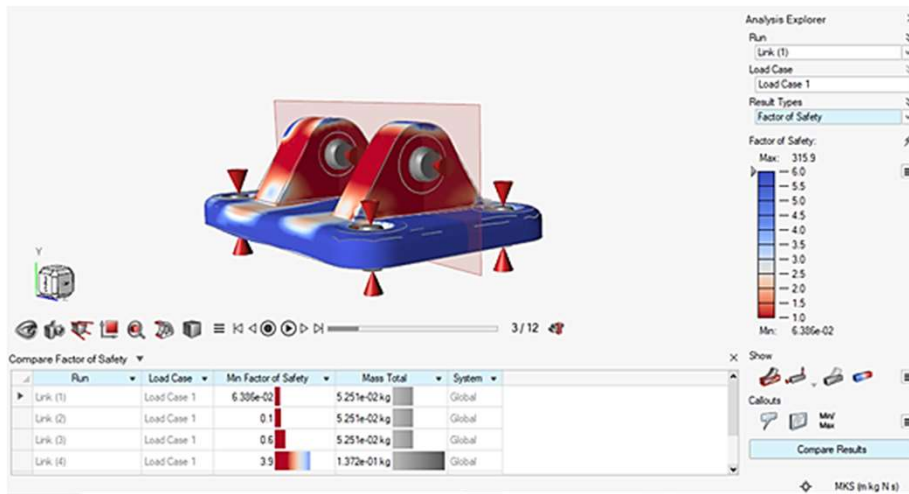 Analysis Explorer
Run
Link (1)
Load Case
Load Case 1
Result Types
Factor of Safety
Factor of Safety:
Max: 315.9
6.0
5.5
5.0
4.5
4.0
3.5
3.0
2.5
2.0
1.5
1.0
Min: 6.386e-02
Y
3/12
Compare Factor of Safety
Run Load Case Min Factor of Safety Mass Total System
Link (1) Load Case 1 6.386e-02 5.251e-02 kg Global
Link (2) Load Case 1 0.1 5.251e-02 kg Global
Link (3) Load Case 1 0.6 5.251e-02 kg Global
Link (4) Load Case 1 3.9 1.372e-01 kg Global
Show
Callouts
Min/
Max
Compare Results
MKS (m kg N s)